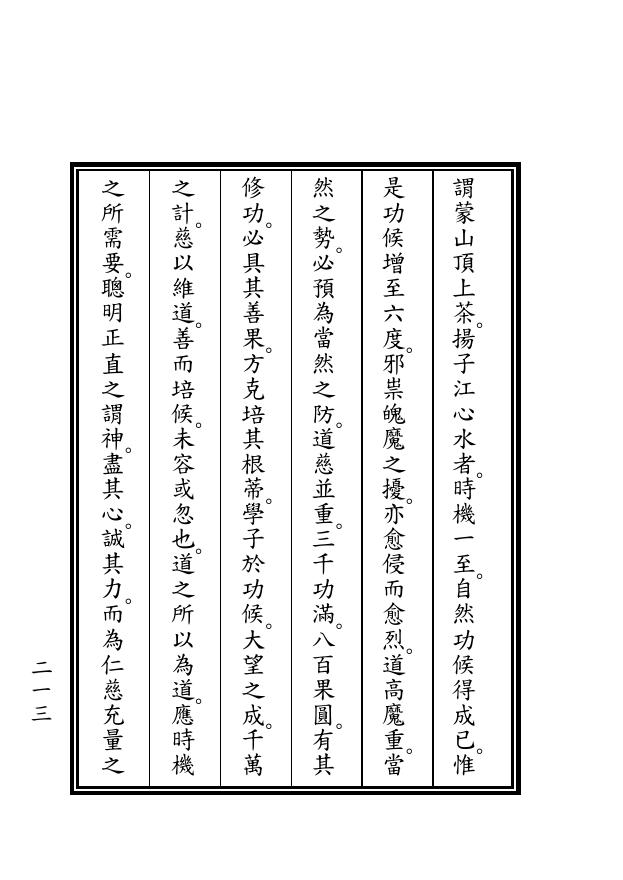 謂蒙山頂上茶。揚子江心水者。時機一至。自然功候得成已。惟
是功候增至六度。邪祟魄魔之擾。亦愈侵而愈烈。道高魔重。當
然之勢。必預為當然之防。道慈並重。三千功滿。八百果圓。有其
修功。必具其善果。方克培其根蒂。學子於功候。大望之成。千萬
之計。慈以維道。善而培候。未容或忽也。道之所以為道。應時機
之所需要。聰明正直之謂神。盡其心。誠其力。而為仁慈充量之
二一三